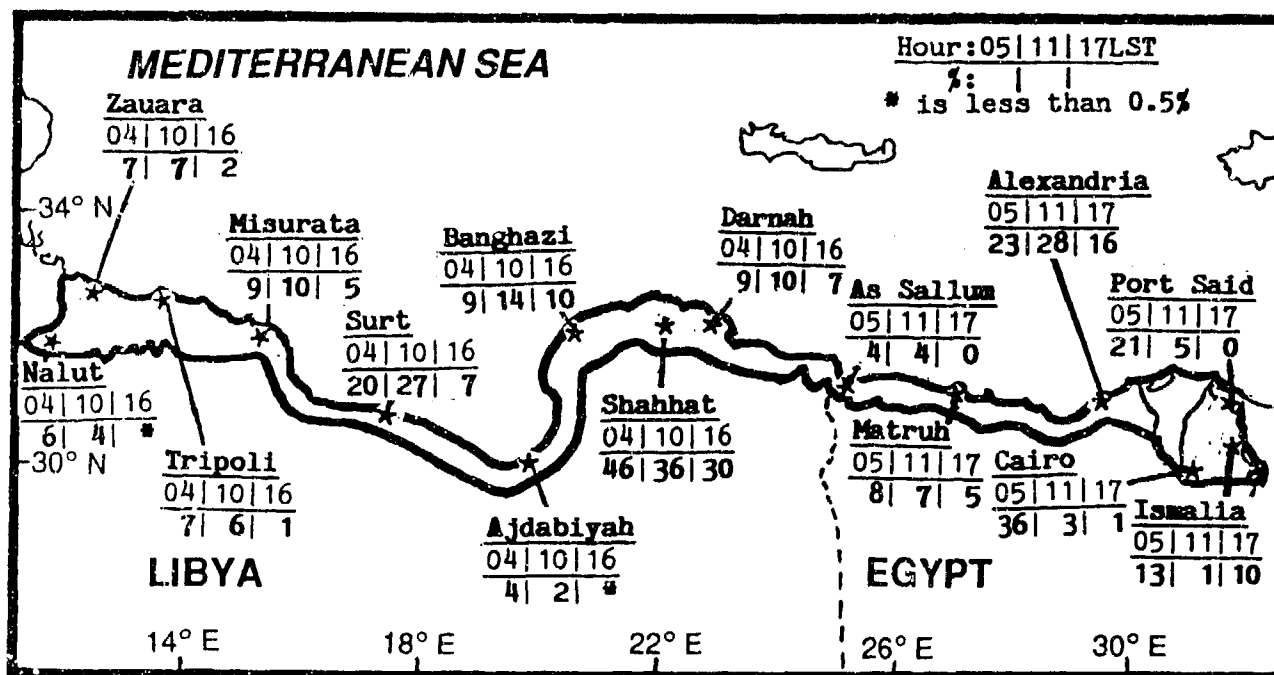 MEDITERRANEAN SEA
Hour:05|11|17LST
%: | |
* is less than 0.5%
Zauara
04|10|16
7| 7| 2
34° N
Misurata
04|10|16
9|10| 5
Banghazi
04|10|16
9|14|10
Darnah
04|10|16
9|10| 7
Alexandria
05|11|17
23|28|16
As Sallum
05|11|17
4| 4| 0
Port Said
05|11|17
21| 5| 0
Surt
04|10|16
20|27| 7
Nalut
04|10|16
6| 4| *
30° N
Tripoli
04|10|16
7| 6| 1
Shahhat
04|10|16
46|36|30
Matruh
05|11|17
8| 7| 5
Cairo
05|11|17
36| 3| 1
Ismalia
05|11|17
13| 1|10
Ajdabiyah
04|10|16
4| 2| *
LIBYA
EGYPT
14° E
18° E
22° E
26° E
30° E